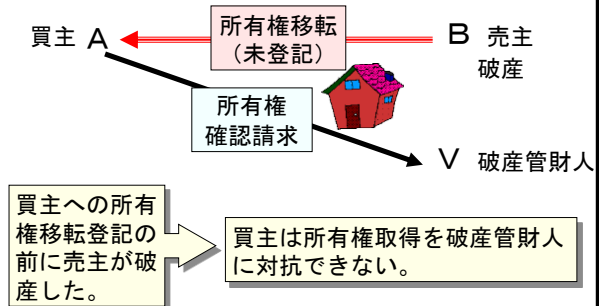 買主 A
所有権移転
(未登記)
B 売主
破産
所有権
確認請求
V 破産管財人
買主への所有
権移転登記の
前に売主が破
産した。
買主は所有権取得を破産管財人
に対抗できない。